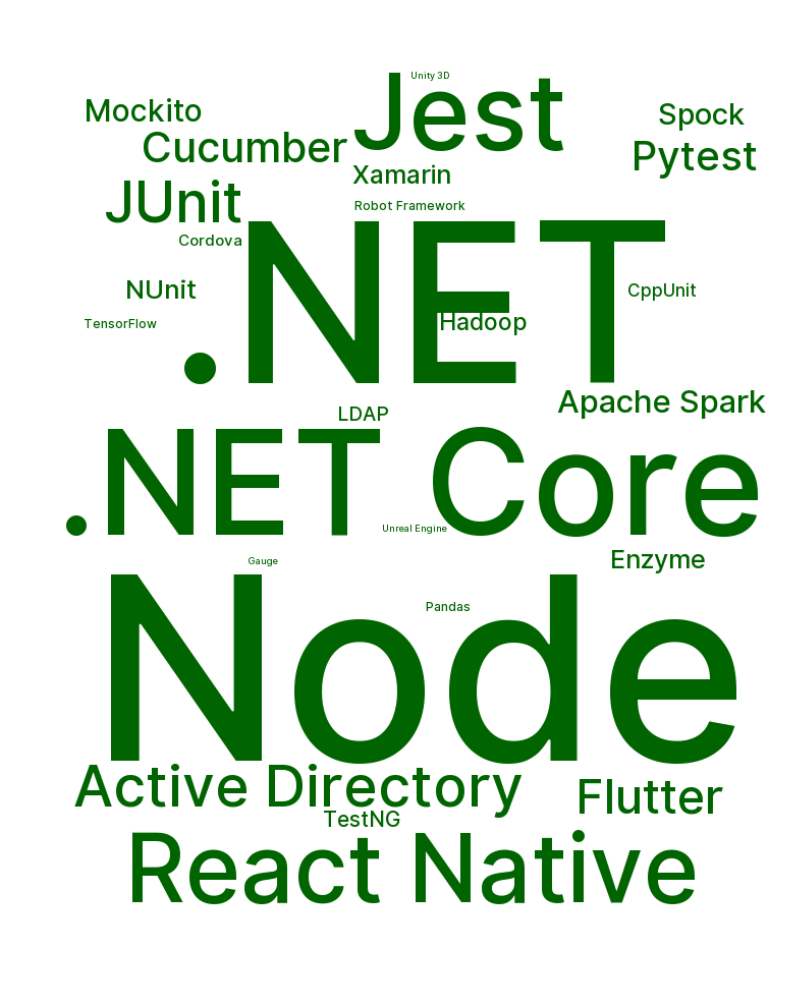 Unity 3D
Jest
Mockito
Spock
Cucumber
Pytest
Xamarin
JUnit
Robot Framework
Cordova
.NET
NUnit
CppUnit
TensorFlow
Hadoop
Apache Spark
LDAP
.NET Core
Unreal Engine
Gauge
Enzyme
Node
Pandas
Active Directory
Flutter
TestNG
React Native